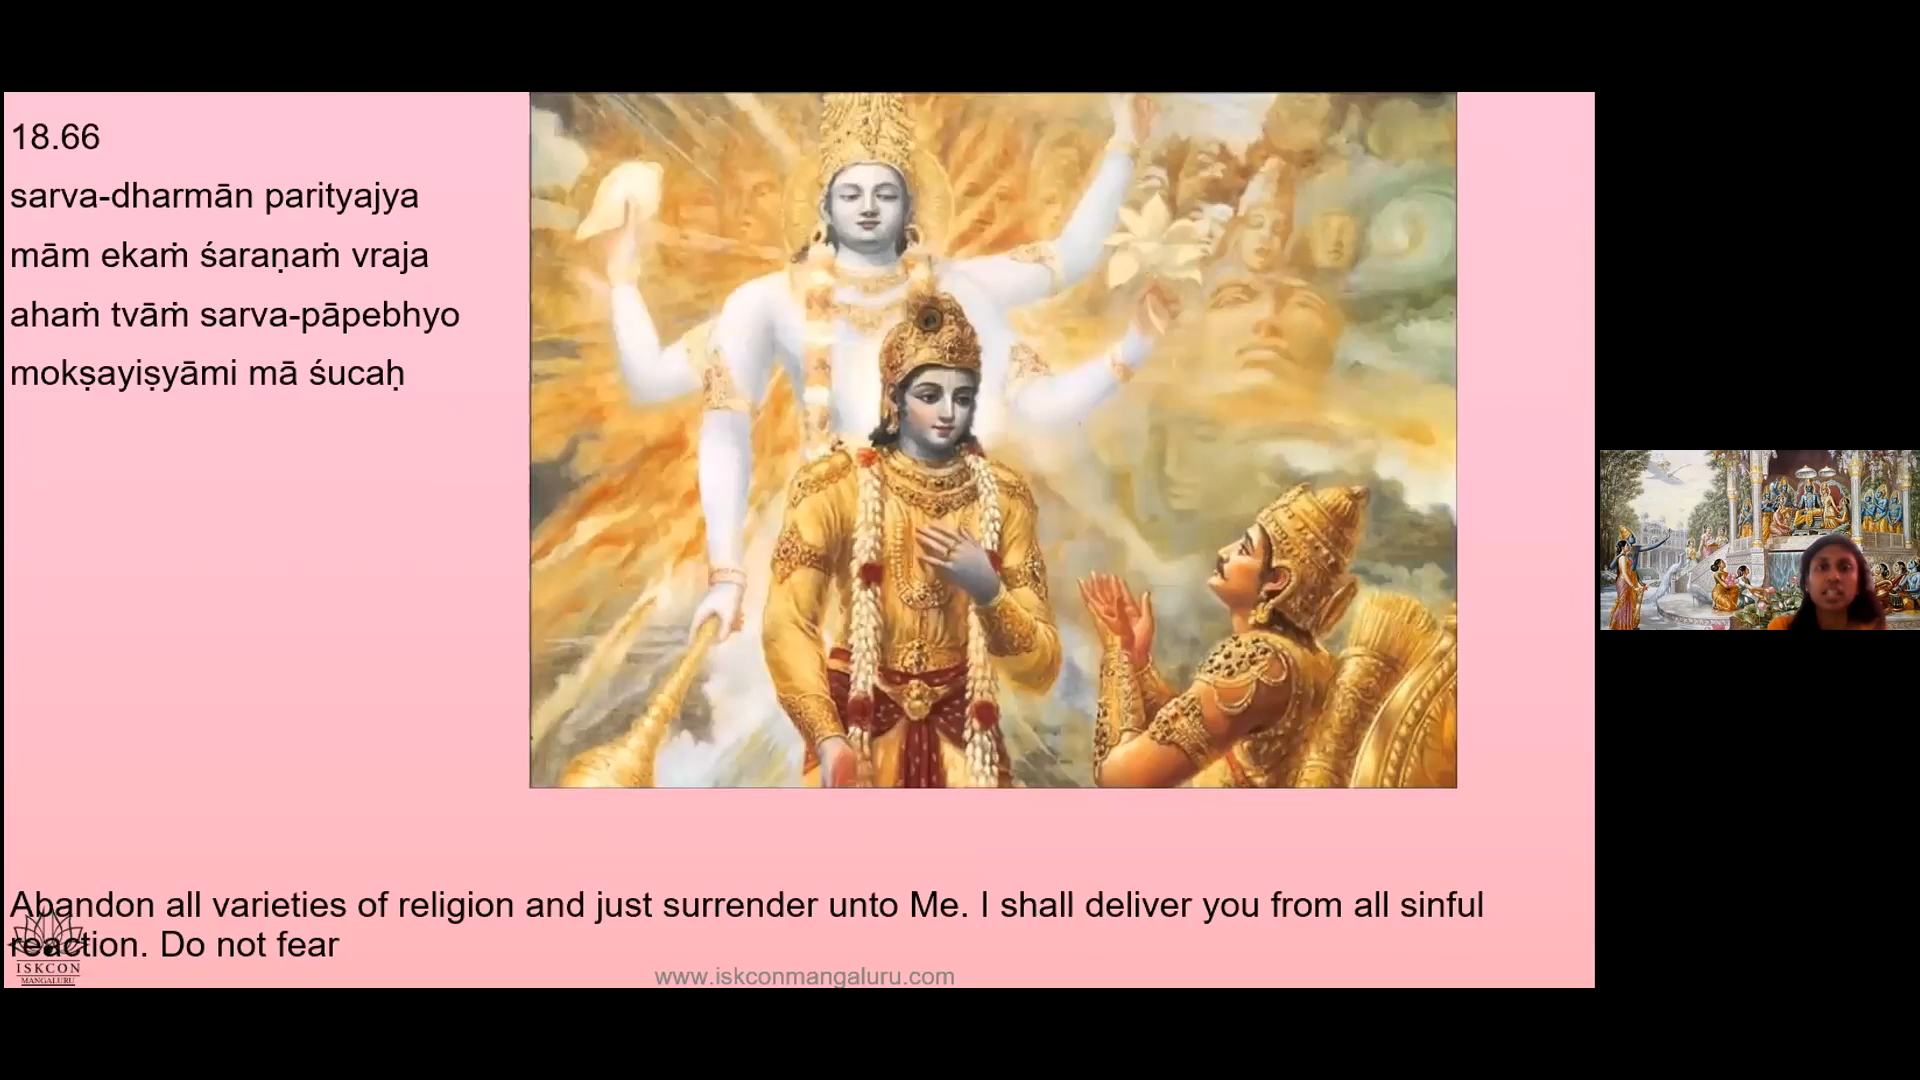 18.66
sarva-dharmān parityajya
mām ekaṁ śaraṇaṁ vraja
ahaṁ tvāṁ sarva-pāpebhyo
mokṣayiṣyāmi mā śucaḥ
Abandon all varieties of religion and just surrender unto Me. I shall deliver you from all sinful
reaction. Do not fear
ISKCON
MANGALURU
www.iskconmangaluru.com